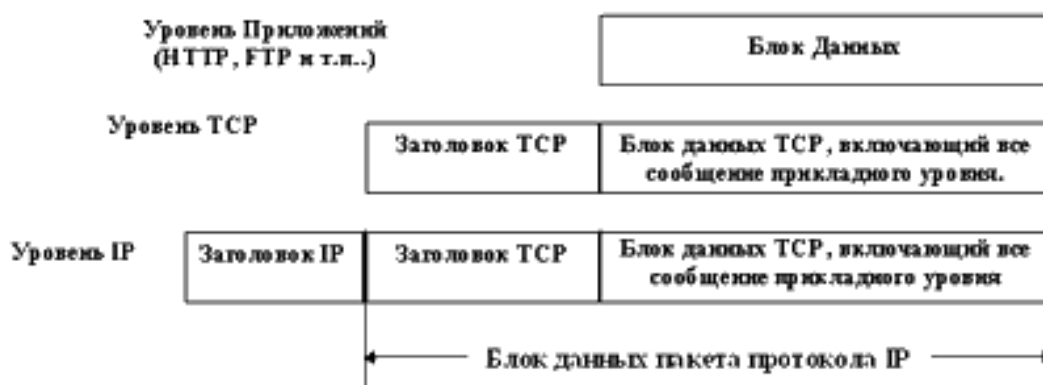 Уровень Приложений
(HTTP, FTP и т.п..)
Блок Данных
Уровень TCP
Заголовок TCP
Блок данных TCP, включающий все
сообщение прикладного уровня.
Уровень IP
Заголовок IP
Заголовок TCP
Блок данных TCP, включающий все
сообщение прикладного уровня
Блок данных пакета протокола IP